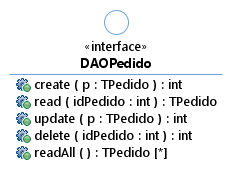 «interface»
DAOPedido
create ( p : TPedido ) : int
read ( idPedido : int ) : TPedido
update ( p : TPedido ) : int
delete ( idPedido : int ) : int
readAll ( ) : TPedido [*]